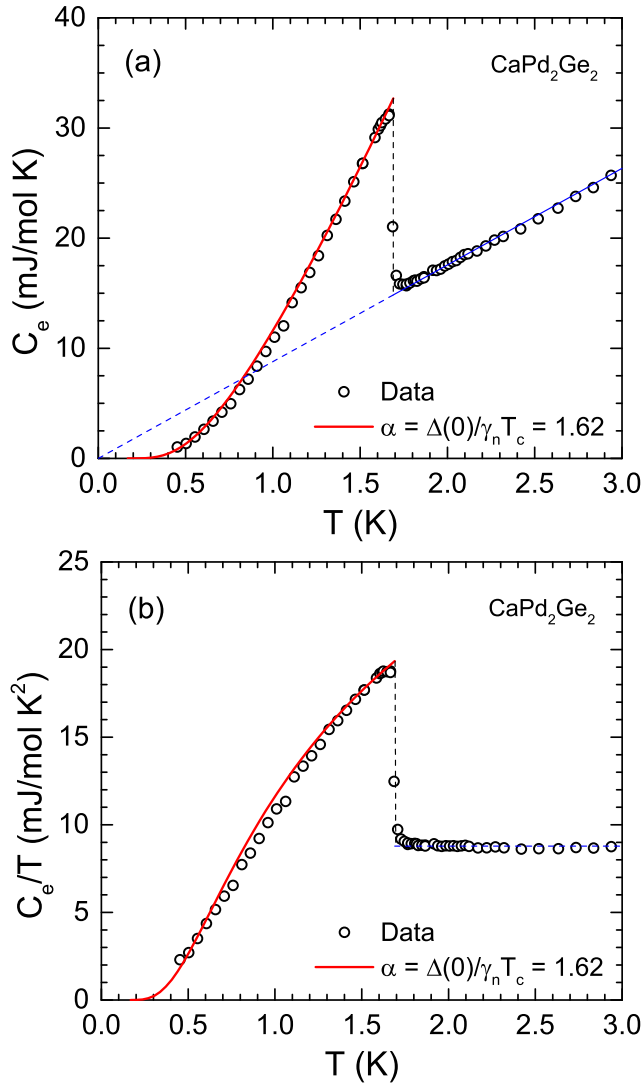 40
(a)
CaPd₂Ge₂
30
20
10
0
Cₑ (mJ/mol K)
Data
α = Δ(0)/γₙT꜀ = 1.62
0.0 0.5 1.0 1.5 2.0 2.5 3.0
T (K)
25
(b)
CaPd₂Ge₂
20
15
10
5
0
Cₑ/T (mJ/mol K²)
Data
α = Δ(0)/γₙT꜀ = 1.62
0.0 0.5 1.0 1.5 2.0 2.5 3.0
T (K)